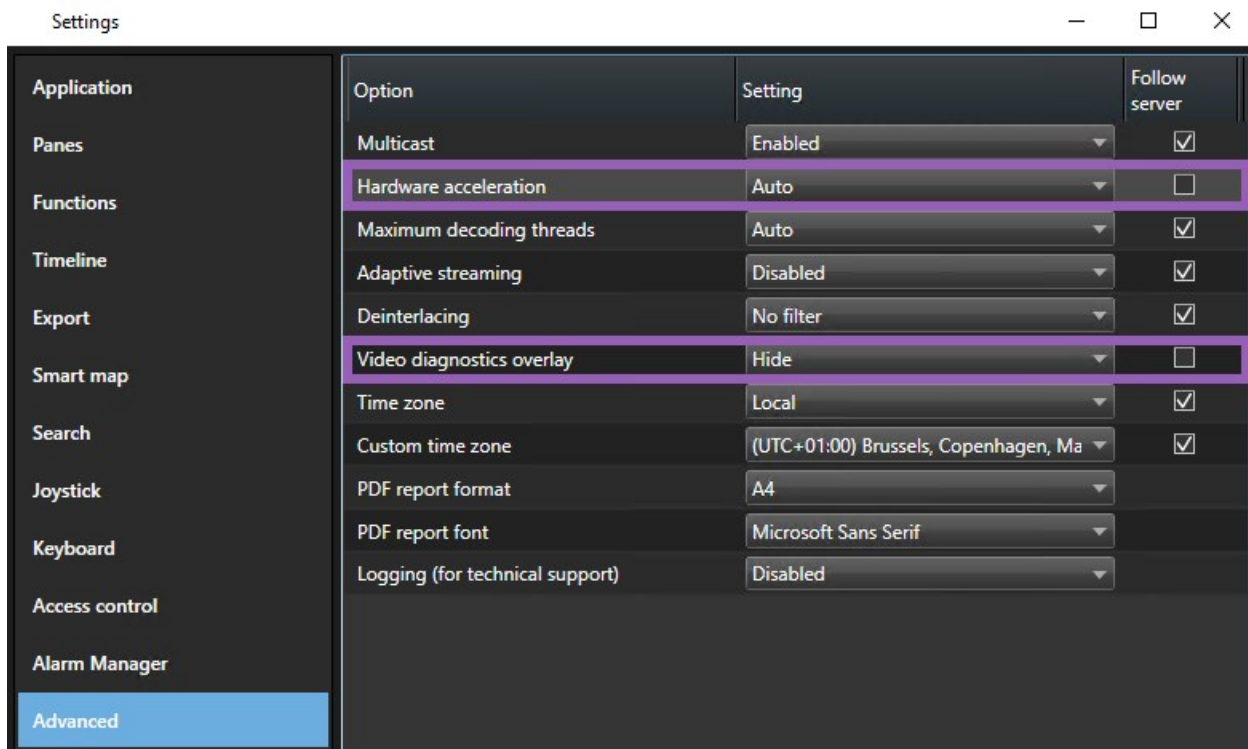 Settings
Application
Panes
Functions
Timeline
Export
Smart map
Search
Joystick
Keyboard
Access control
Alarm Manager
Advanced
Option Setting Follow
server
Multicast Enabled
Hardware acceleration Auto
Maximum decoding threads Auto
Adaptive streaming Disabled
Deinterlacing No filter
Video diagnostics overlay Hide
Time zone Local
Custom time zone (UTC+01:00) Brussels, Copenhagen, Ma
PDF report format A4
PDF report font Microsoft Sans Serif
Logging (for technical support) Disabled